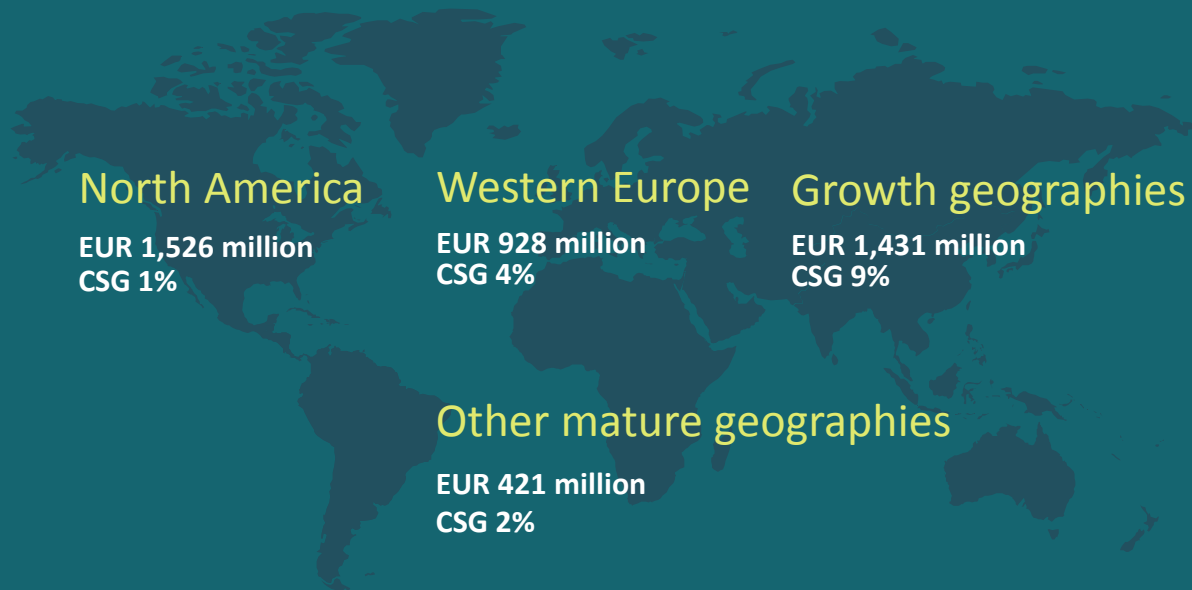 North America
EUR 1,526 million
CSG 1%
Western Europe
EUR 928 million
CSG 4%
Growth geographies
EUR 1,431 million
CSG 9%
Other mature geographies
EUR 421 million
CSG 2%